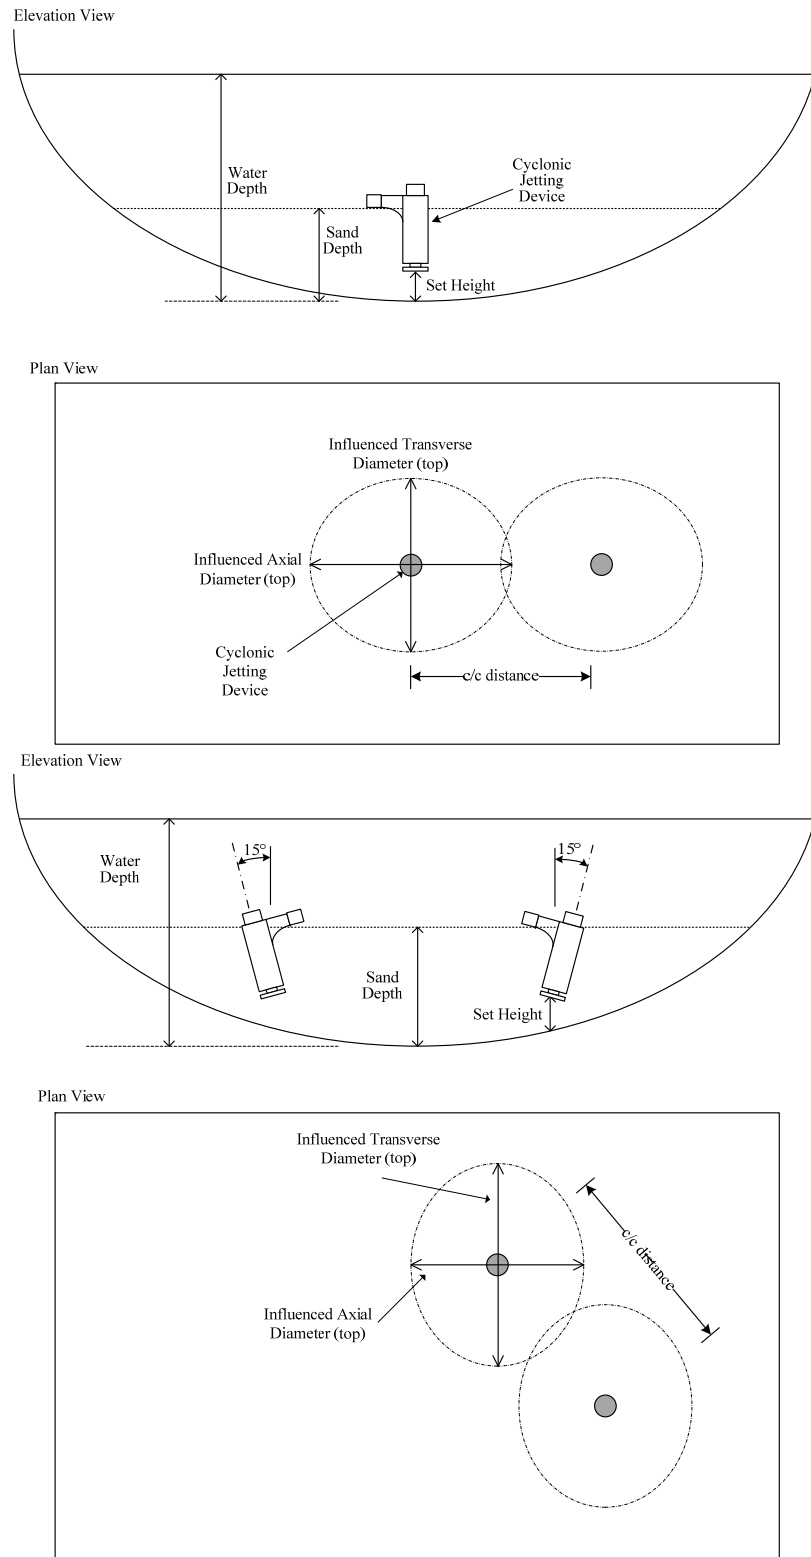 Elevation View
Water
Depth
Cyclonic
Jetting
Device
Sand
Depth
Set Height
Plan View
Influenced Transverse
Diameter (top)
Influenced Axial
Diameter (top)
Cyclonic
Jetting
Device
c/c distance
Elevation View
15°
15°
Water
Depth
Sand
Depth
Set Height
Plan View
Influenced Transverse
Diameter (top)
c/c distance
Influenced Axial
Diameter (top)